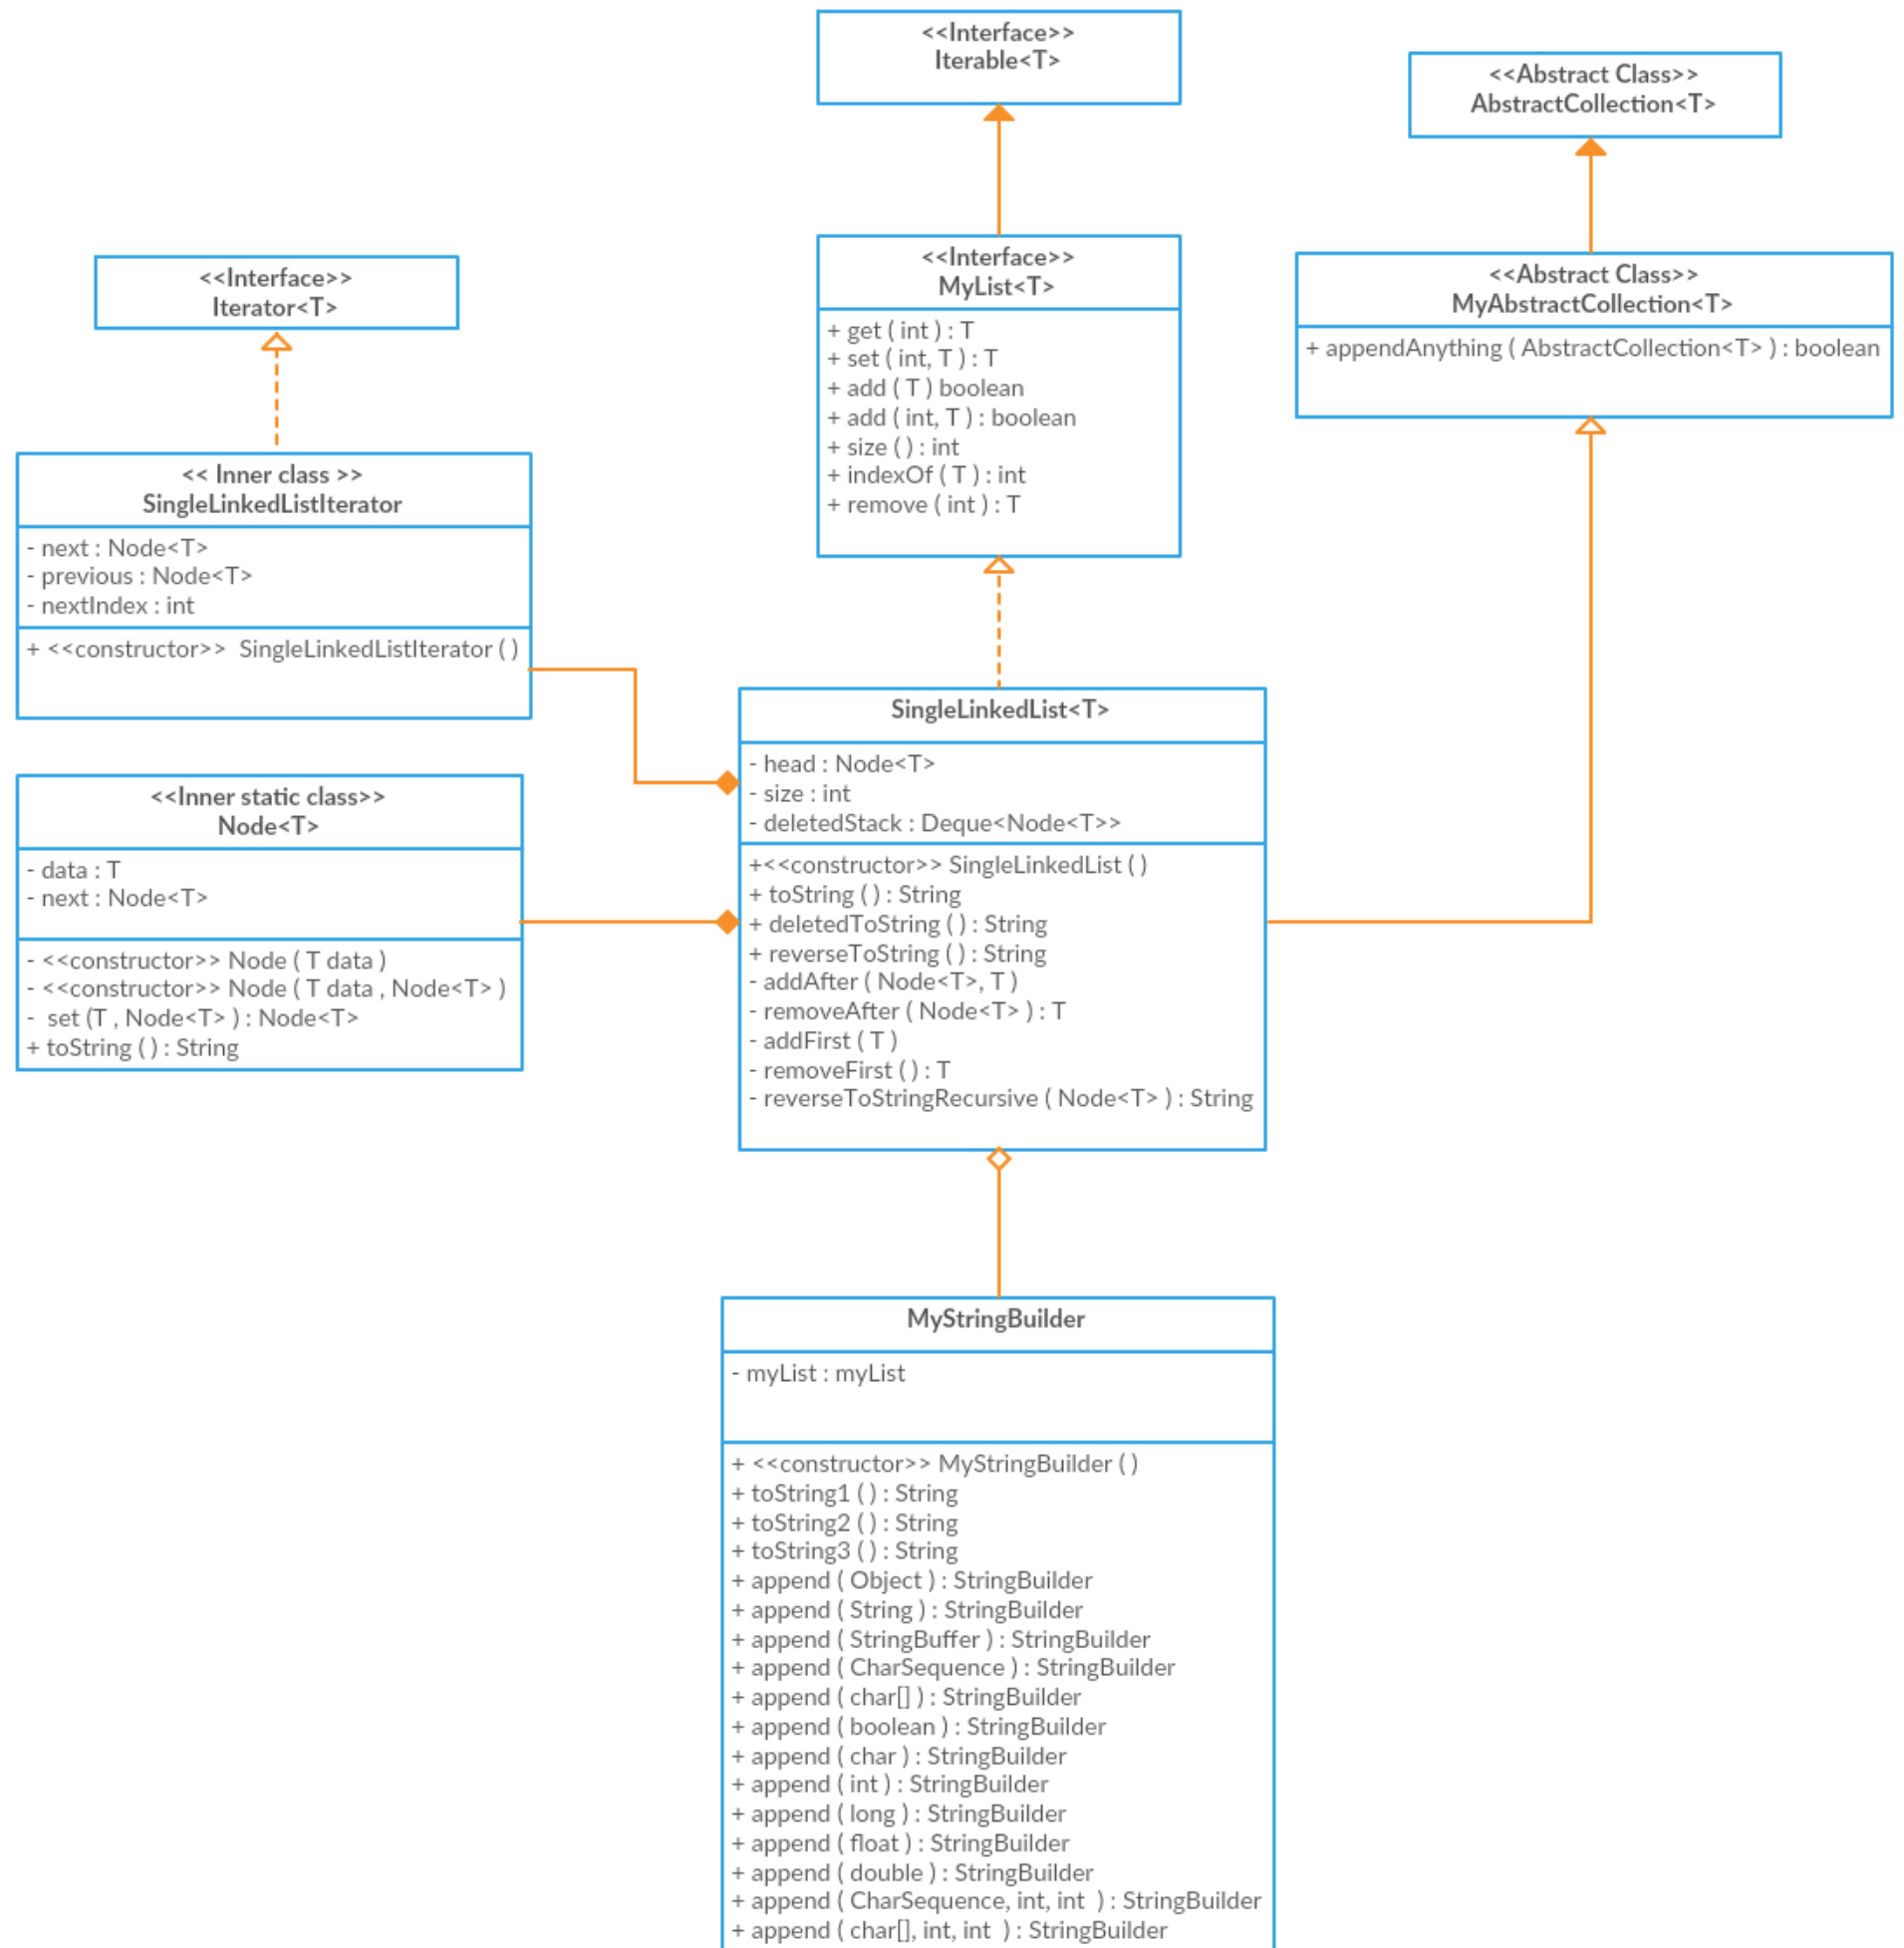 <<Interface>>
Iterable<T>
<<Abstract Class>>
AbstractCollection<T>
<<Interface>>
Iterator<T>
<<Interface>>
MyList<T>
+ get ( int ) : T
+ set ( int, T ) : T
+ add ( T ) boolean
+ add ( int, T ) : boolean
+ size () : int
+ indexOf ( T ) : int
+ remove ( int ) : T
<<Abstract Class>>
MyAbstractCollection<T>
+ appendAnything ( AbstractCollection<T> ) : boolean
<< Inner class >>
SingleLinkedListIterator
- next : Node<T>
- previous : Node<T>
- nextIndex : int
+ <<constructor>>  SingleLinkedListIterator ( )
<<Inner static class>>
Node<T>
- data : T
- next : Node<T>
- <<constructor>> Node ( T data )
- <<constructor>> Node ( T data , Node<T> )
-  set (T , Node<T> ) : Node<T>
+ toString ( ) : String
SingleLinkedList<T>
- head : Node<T>
- size : int
- deletedStack : Deque<Node<T>>
+<<constructor>> SingleLinkedList ( )
+ toString ( ) : String
+ deletedToString ( ) : String
+ reverseToString ( ) : String
- addAfter ( Node<T>, T )
- removeAfter ( Node<T> ) : T
- addFirst ( T )
- removeFirst ( ) : T
- reverseToStringRecursive ( Node<T> ) : String
MyStringBuilder
- myList : myList
+ <<constructor>> MyStringBuilder ( )
+ toString1 ( ) : String
+ toString2 ( ) : String
+ toString3 ( ) : String
+ append ( Object ) : StringBuilder
+ append ( String ) : StringBuilder
+ append ( StringBuffer ) : StringBuilder
+ append ( CharSequence ) : StringBuilder
+ append ( char[] ) : StringBuilder
+ append ( boolean ) : StringBuilder
+ append ( char ) : StringBuilder
+ append ( int ) : StringBuilder
+ append ( long ) : StringBuilder
+ append ( float ) : StringBuilder
+ append ( double ) : StringBuilder
+ append ( CharSequence, int, int  ) : StringBuilder
+ append ( char[], int, int  ) : StringBuilder